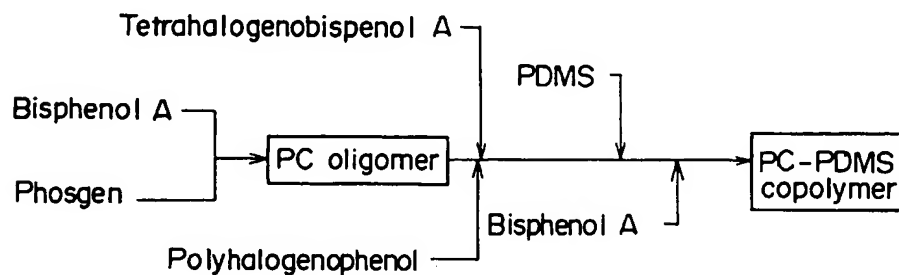 Tetrahalogenobispenol A
PDMS
Bisphenol A
PC oligomer
PC-PDMS
copolymer
Phosgen
Bisphenol A
Polyhalogenophenol